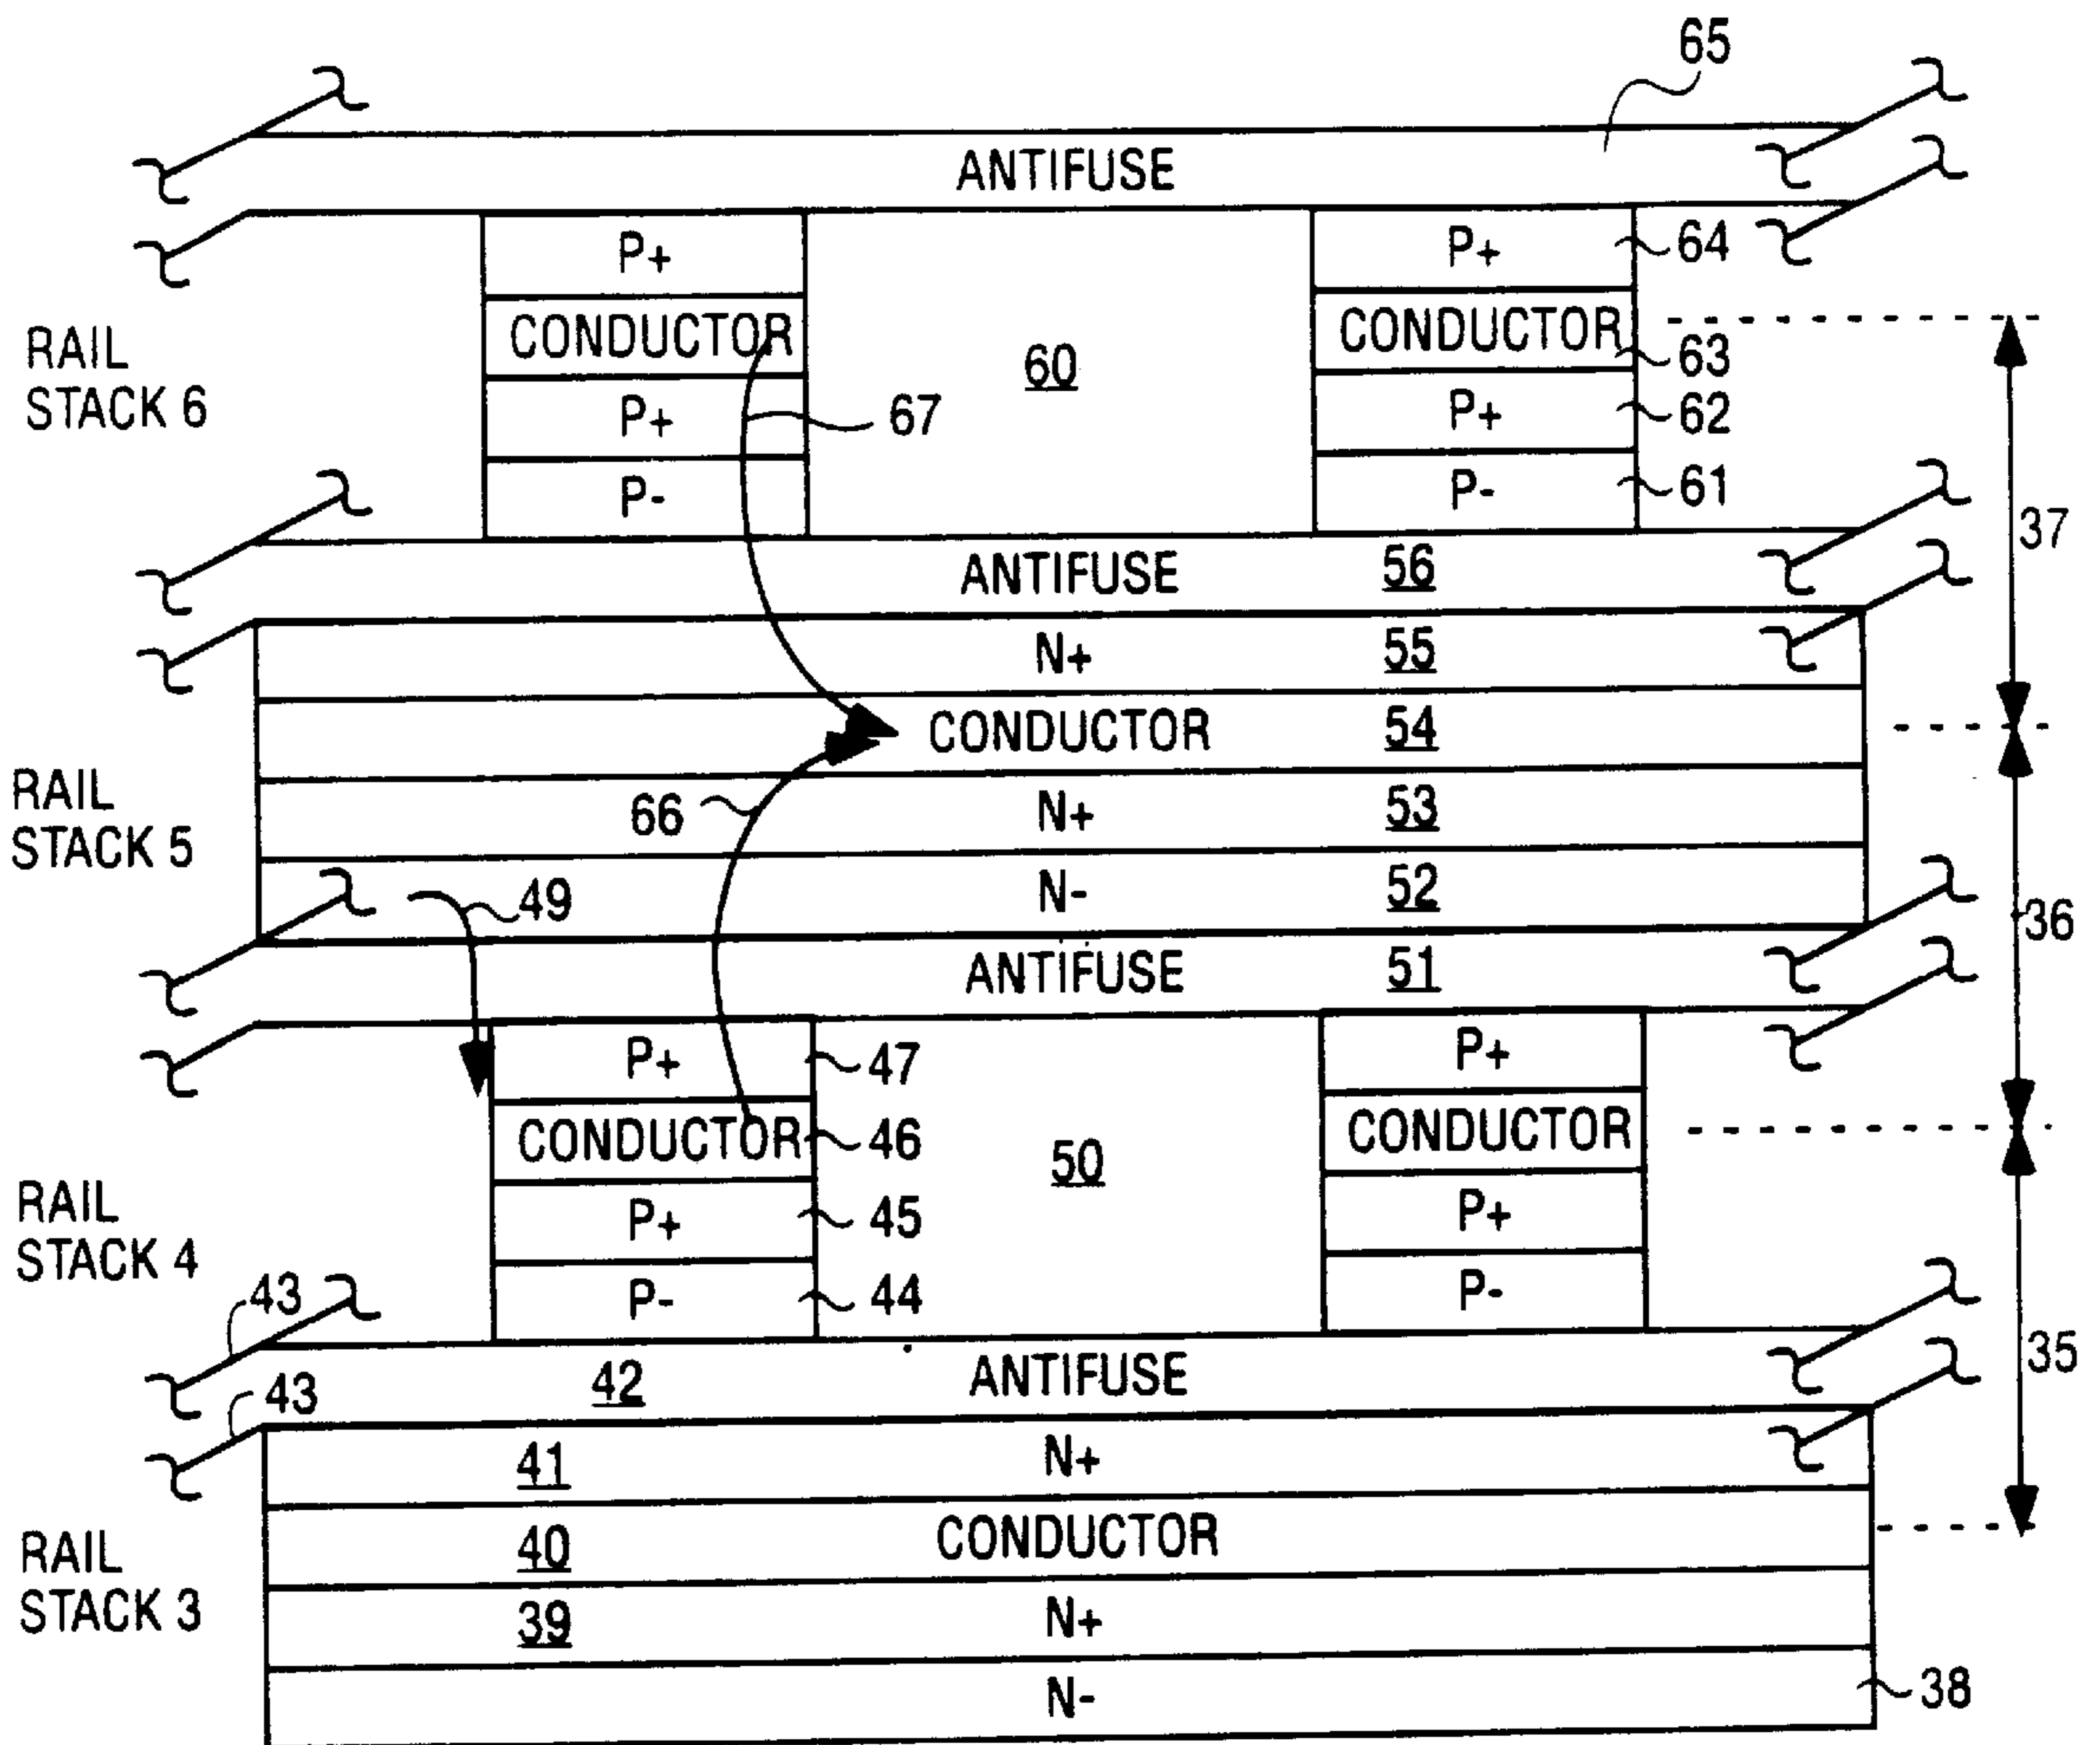 65
ANTIFUSE
P+
P+
64
CONDUCTOR
CONDUCTOR
63
RAIL
STACK 6
60
P+
67
P+
62
P-
P-
61
37
ANTIFUSE
56
N+
55
CONDUCTOR
54
RAIL
STACK 5
66
N+
53
49
N-
52
36
ANTIFUSE
51
P+
47
P+
CONDUCTOR
46
CONDUCTOR
50
RAIL
STACK 4
P+
45
P+
43
P-
44
P-
35
42
ANTIFUSE
43
41
N+
40
CONDUCTOR
RAIL
STACK 3
39
N+
N-
38